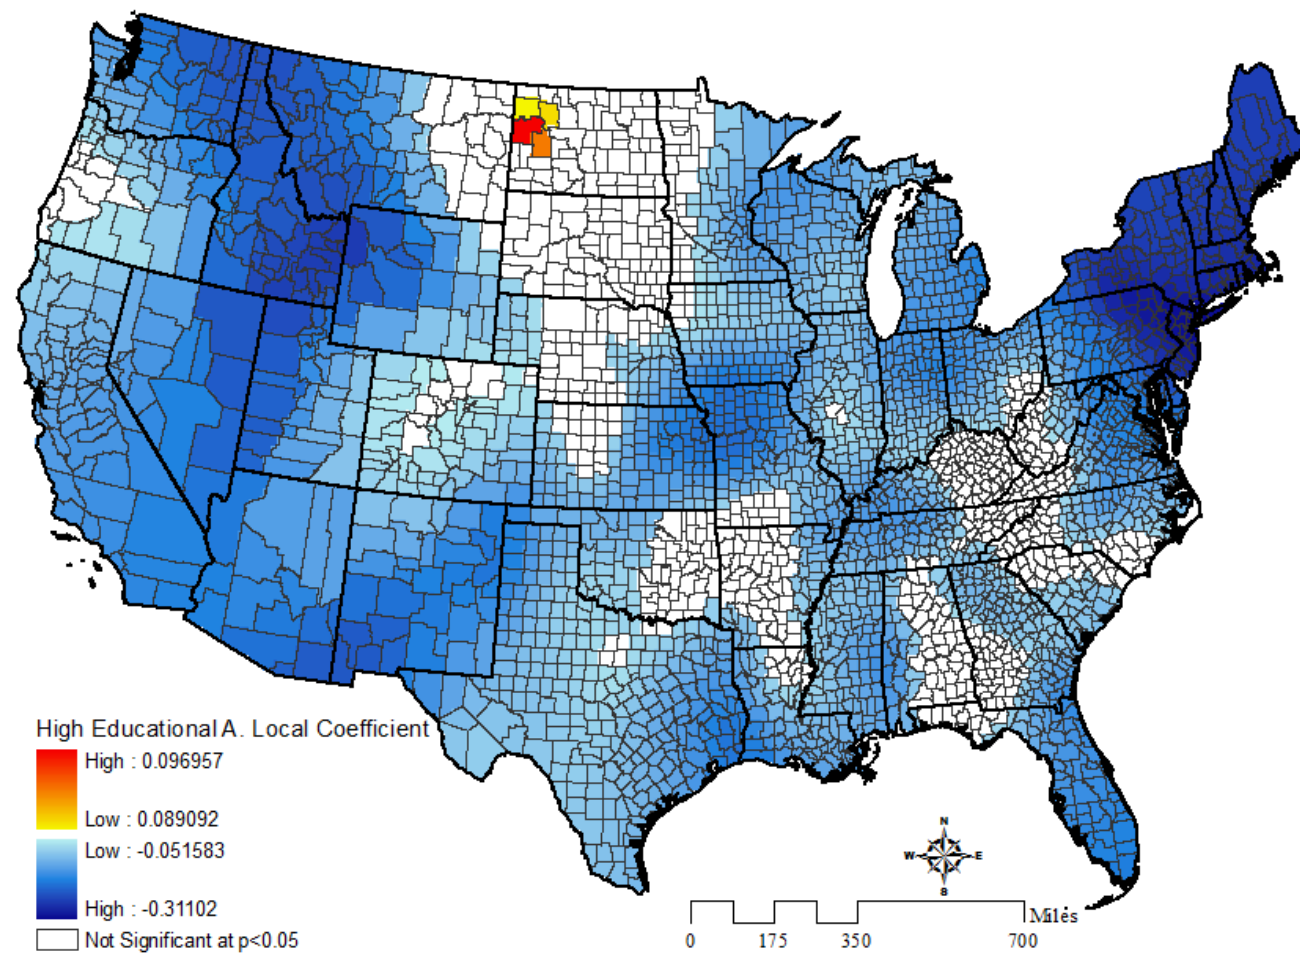 High Educational A. Local Coefficient
High : 0.096957
Low : 0.089092
Low : -0.051583
High : -0.31102
Not Significant at p<0.05
N
W E
S
Miles
0 175 350 700